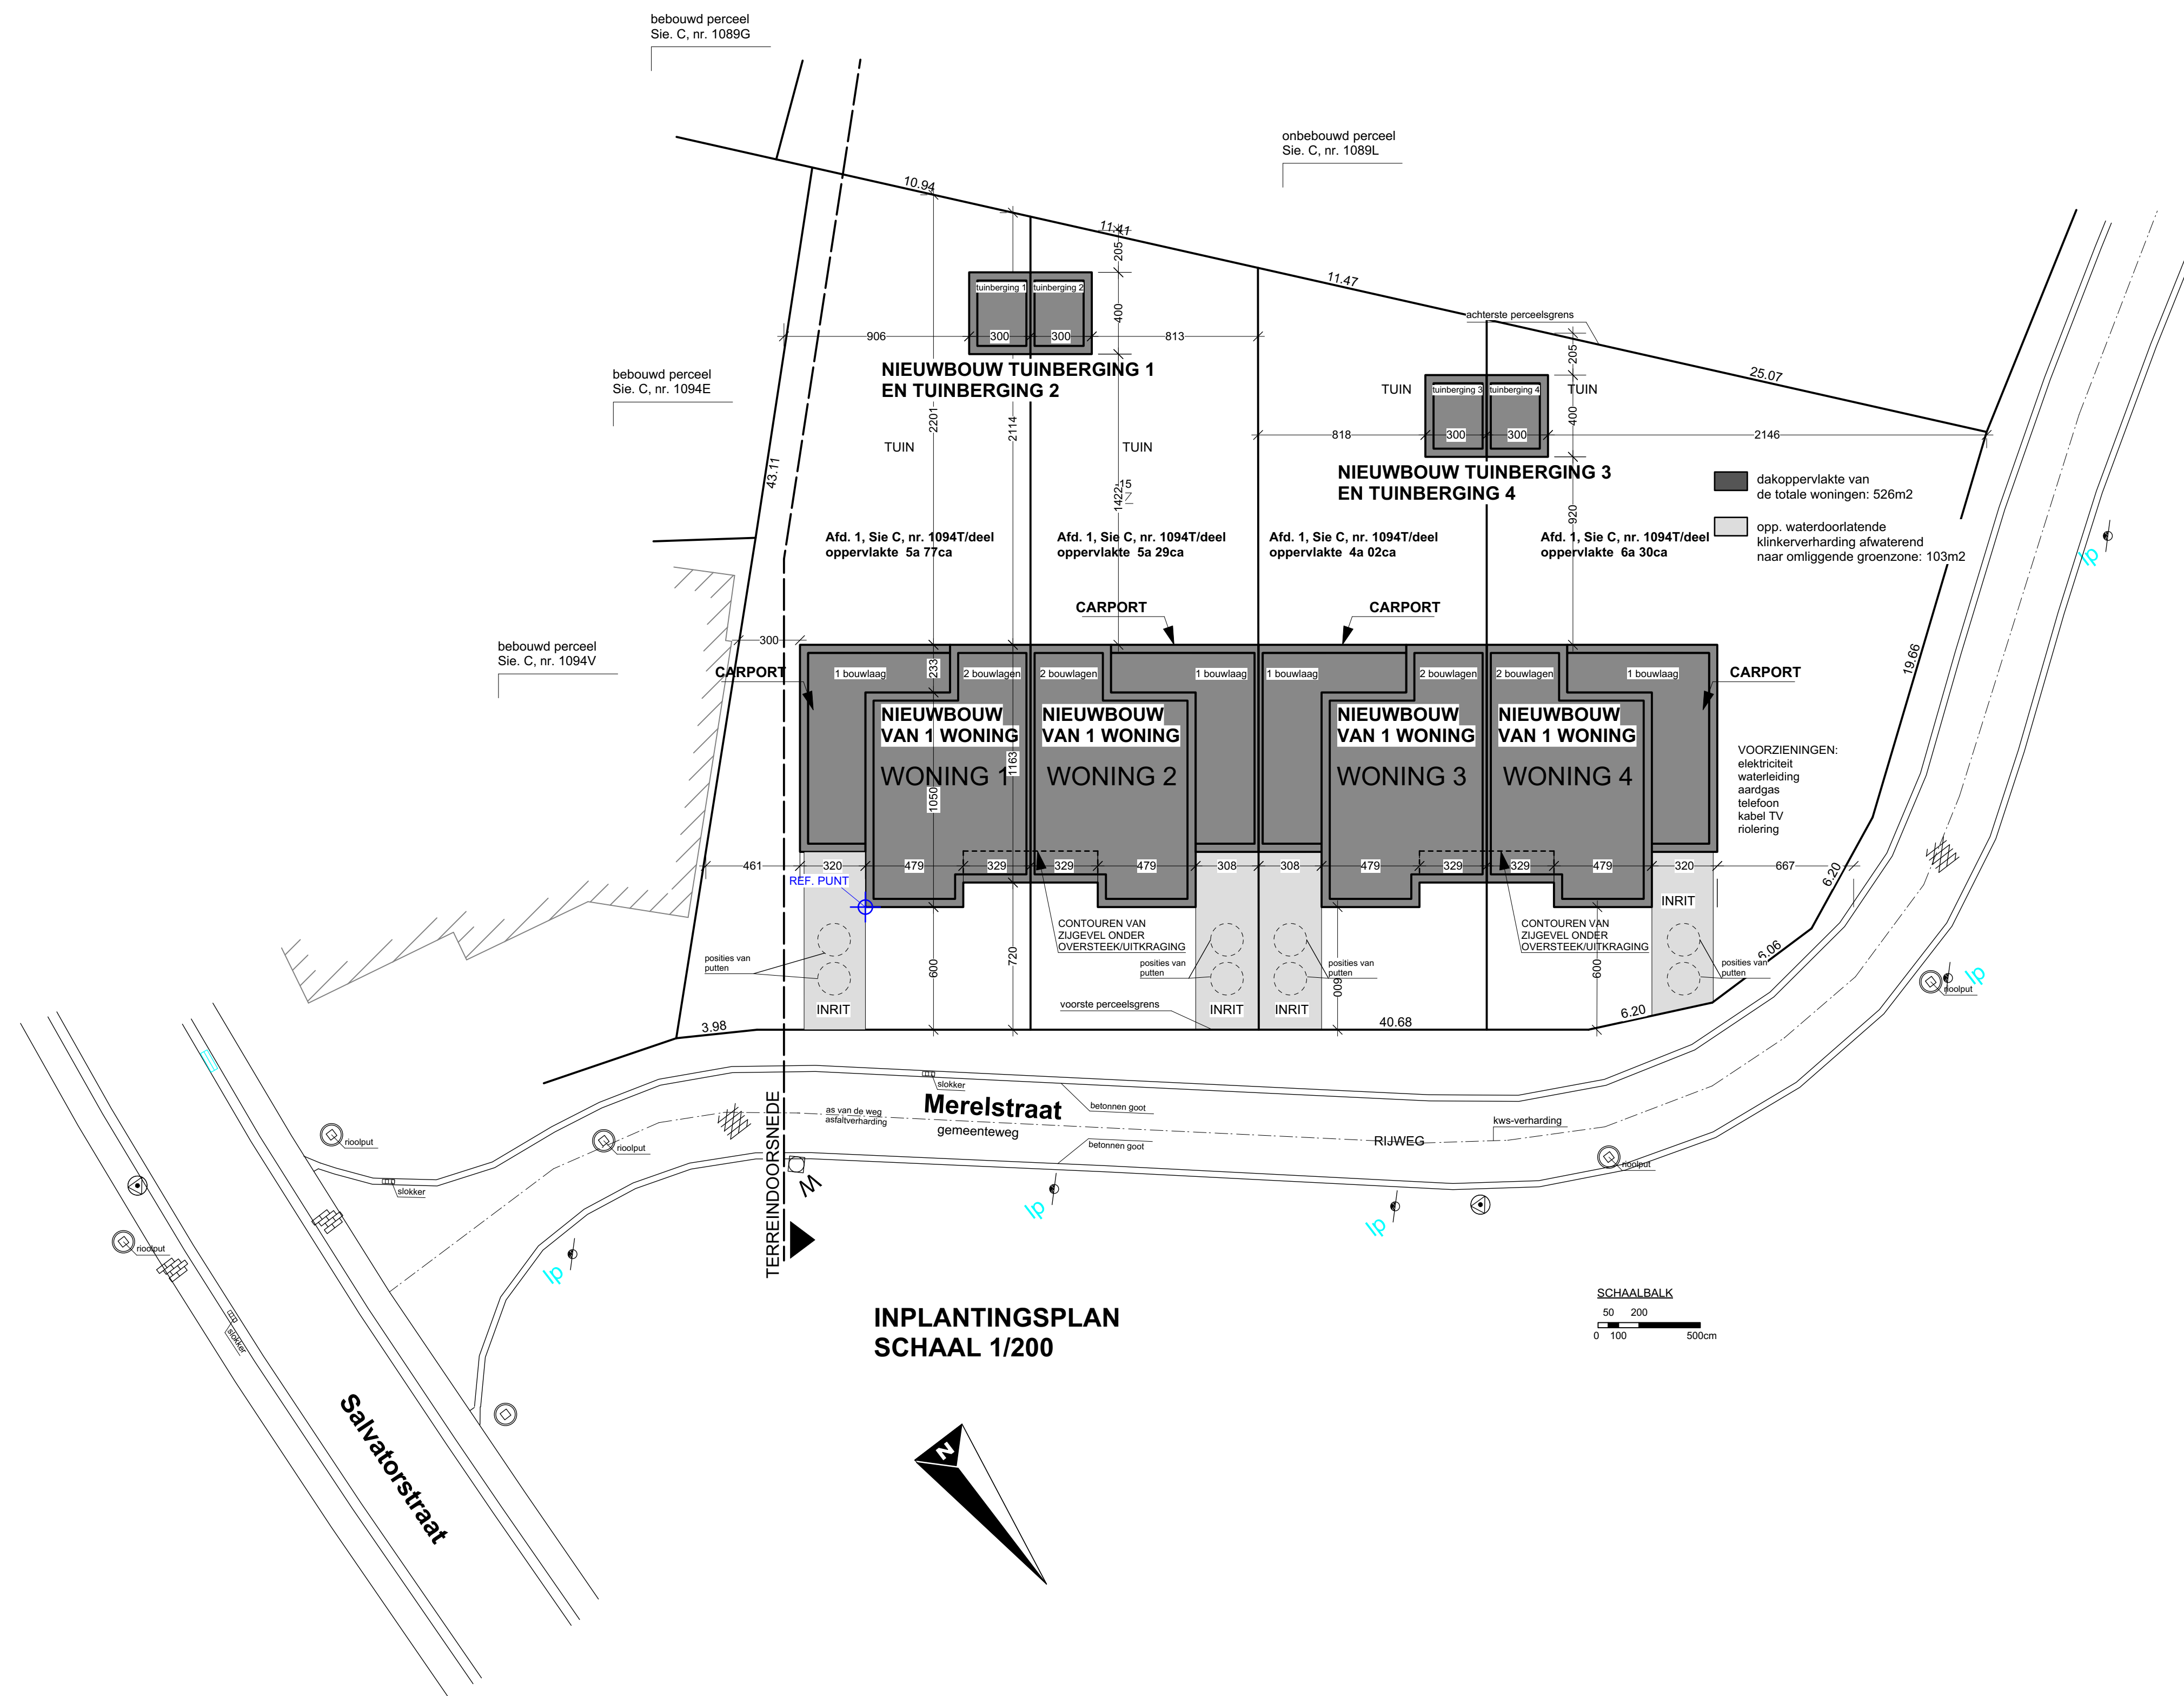 bebouwd perceel
Sie. C, nr. 1089G
onbebouwd perceel
Sie. C, nr. 1089L
10.94
11.41
11.47
25.07
205
tuinberging 1
tuinberging 2
400
906
300
300
813
NIEUWBOUW TUINBERGING 1
EN TUINBERGING 2
achterste perceelsgrens
205
bebouwd perceel
Sie. C, nr. 1094E
TUIN
tuinberging 3
tuinberging 4
TUIN
400
2201
2114
818
300
300
2146
TUIN
TUIN
NIEUWBOUW TUINBERGING 3
EN TUINBERGING 4
43.11
15
1422
7
920
dakoppervlakte van
de totale woningen: 526m2
opp. waterdoorlatende
klinkerverharding afwaterend
naar omliggende groenzone: 103m2
lp
Afd. 1, Sie C, nr. 1094T/deel
oppervlakte 5a 77ca
Afd. 1, Sie C, nr. 1094T/deel
oppervlakte 5a 29ca
Afd. 1, Sie C, nr. 1094T/deel
oppervlakte 4a 02ca
Afd. 1, Sie C, nr. 1094T/deel
oppervlakte 6a 30ca
CARPORT
CARPORT
300
bebouwd perceel
Sie. C, nr. 1094V
CARPORT
1 bouwlaag
233
2 bouwlagen
2 bouwlagen
1 bouwlaag
1 bouwlaag
2 bouwlagen
2 bouwlagen
1 bouwlaag
CARPORT
19.66
NIEUWBOUW
VAN 1 WONING
NIEUWBOUW
VAN 1 WONING
NIEUWBOUW
VAN 1 WONING
NIEUWBOUW
VAN 1 WONING
WONING 1
WONING 2
WONING 3
WONING 4
1163
1050
VOORZIENINGEN:
elektriciteit
waterleiding
aardgas
telefoon
kabel TV
riolering
461
320
479
329
329
479
308
308
479
329
329
479
320
667
6.20
REF. PUNT
INRIT
CONTOUREN VAN
ZIJGEVEL ONDER
OVERSTEEK/UITKRAGING
CONTOUREN VAN
ZIJGEVEL ONDER
OVERSTEEK/UITKRAGING
6.06
posities van
putten
600
720
posities van
putten
posities van
putten
600
600
posities van
putten
lp
rioolput
voorste perceelsgrens
INRIT
INRIT
INRIT
6.20
3.98
40.68
slokker
betonnen goot
Merelstraat
gemeenteweg
as van de weg
asfaltverharding
kws-verharding
RIJWEG
betonnen goot
rioolput
rioolput
rioolput
slokker
rioolput
slokker
TERREINDOORSNEDE
W
lp
lp
lp
Salvatorstraat
INPLANTINGSPLAN
SCHAAL 1/200
SCHAALBALK
50 200
0 100 500cm
N